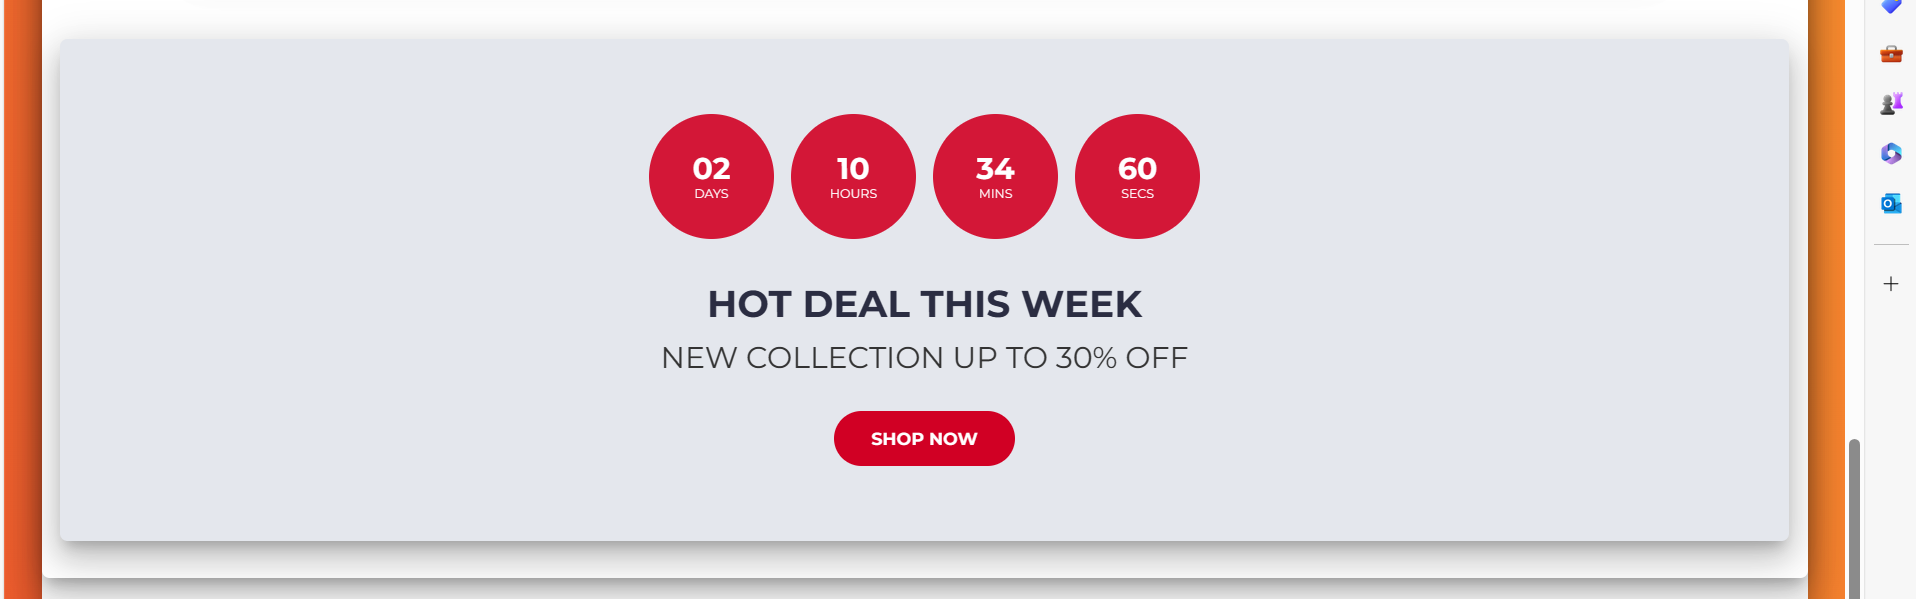 02 10 34 60
DAYS HOURS MINS SECS
HOT DEAL THIS WEEK
NEW COLLECTION UP TO 30% OFF
SHOP NOW